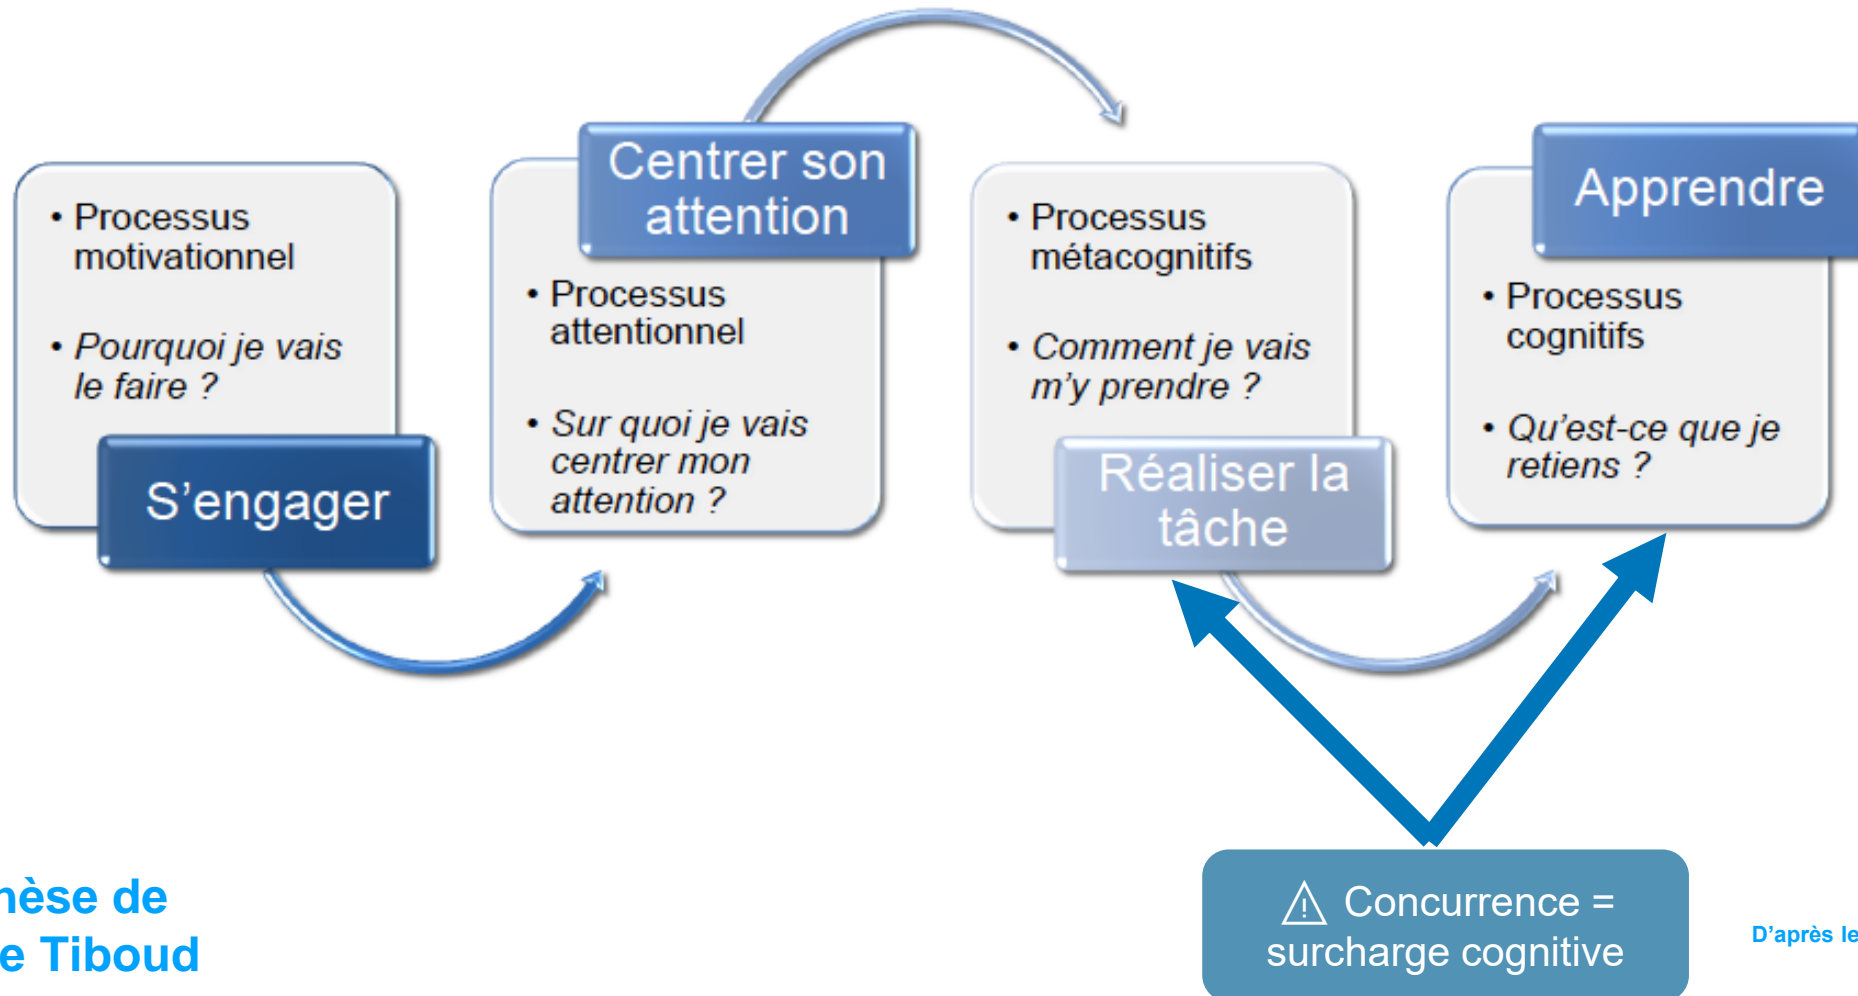 • Processus
motivationnel
• Pourquoi je vais
le faire ?
S'engager
Centrer son
attention
• Processus
attentionnel
• Sur quoi je vais
centrer mon
attention ?
• Processus
métacognitifs
• Comment je vais
m'y prendre ?
Réaliser la
tâche
Apprendre
• Processus
cognitifs
• Qu'est-ce que je
retiens ?
⚠ Concurrence =
surcharge cognitive
hèse de
e Tiboud
D'après le